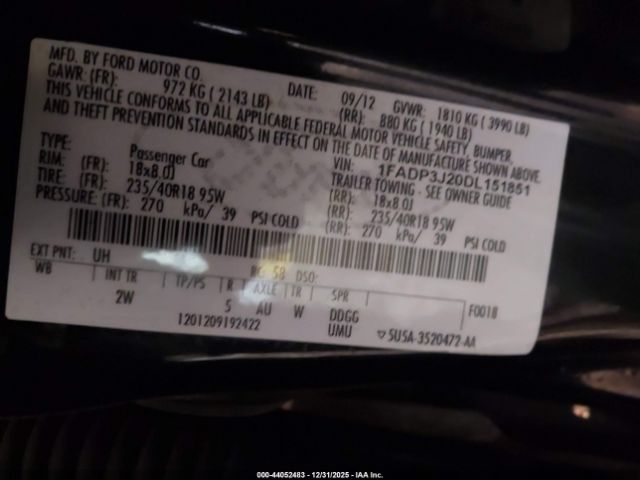 MFD. BY FORD MOTOR CO.
DATE: 09/12 GVWR: 1810 KG ( 3990 LB)
GAWR: (FR): 972 KG ( 2143 LB) (RR): 880 KG ( 1940 LB)
THIS VEHICLE CONFORMS TO ALL APPLICABLE FEDERAL MOTOR VEHICLE SAFETY, BUMPER,
AND THEFT PREVENTION STANDARDS IN EFFECT ON THE DATE OF MANUFACTURE SHOWN ABOVE.
VIN: 1FADP3J20DL151851
TYPE: Passenger Car TRAILER TOWING - SEE OWNER GUIDE
RIM: (FR): 18x8.0J (RR): 18x8.0J
TIRE: (FR): 235/40R18 95W (RR): 235/40R18 95W
PRESSURE: (FR): 270 kPa/ 39 PSI COLD (RR): 270 kPa/ 39 PSI COLD
EXT PNT: UH RC: 58 DSO: F0018
WB INT TR TP/PS R AXLE TR SPR
2W 5 AU W DDGG
1201209192422 UMU 5U5A-3520472-AA
000-44052483 - 12/31/2025 - IAA Inc.